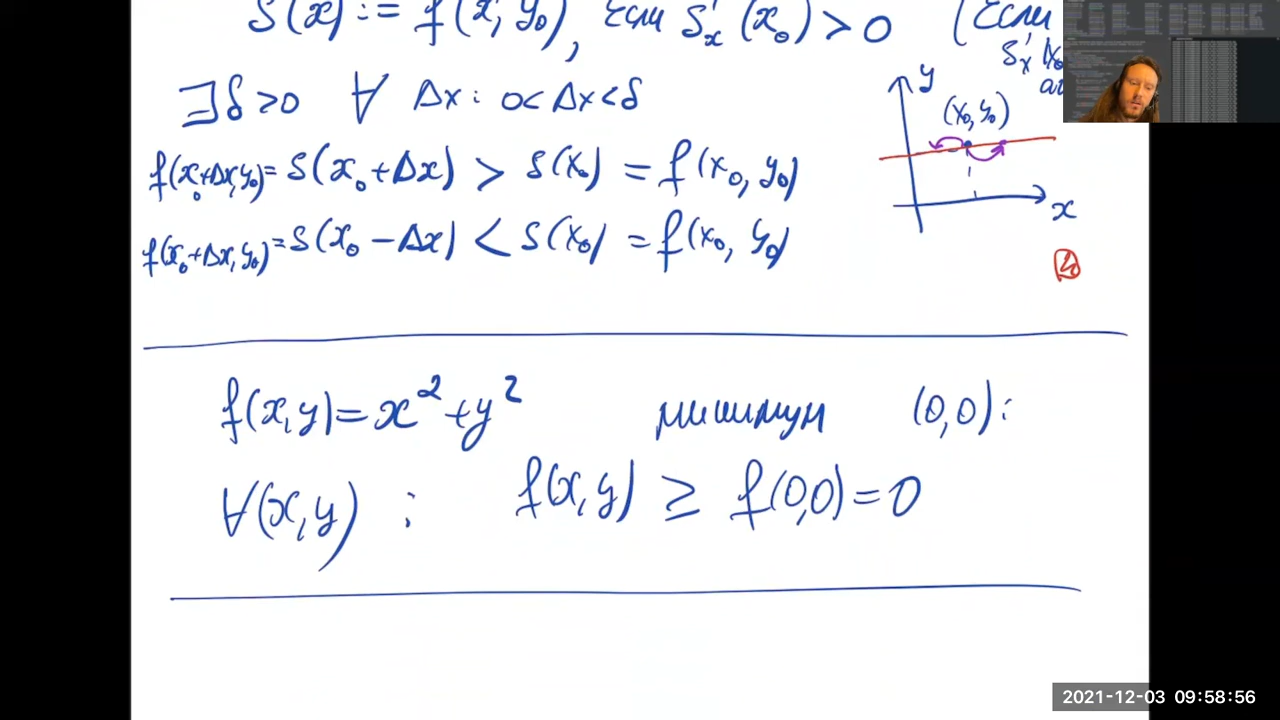 S(x) := f(x, y₀), если S'ₓ(x₀) > 0 (Если
S'ₓ
∃δ>0 ∀ Δx : 0<Δx<δ
y
(x₀, y₀)
f(x₀+Δx, y₀) = S(x₀+Δx) > S(x₀) = f(x₀, y₀)
x
f(x₀+Δx, y₀) = S(x₀−Δx) < S(x₀) = f(x₀, y₀)
f(x,y) = x² + y² минимум (0,0):
∀(x,y) : f(x,y) ≥ f(0,0) = 0
2021-12-03 09:58:56